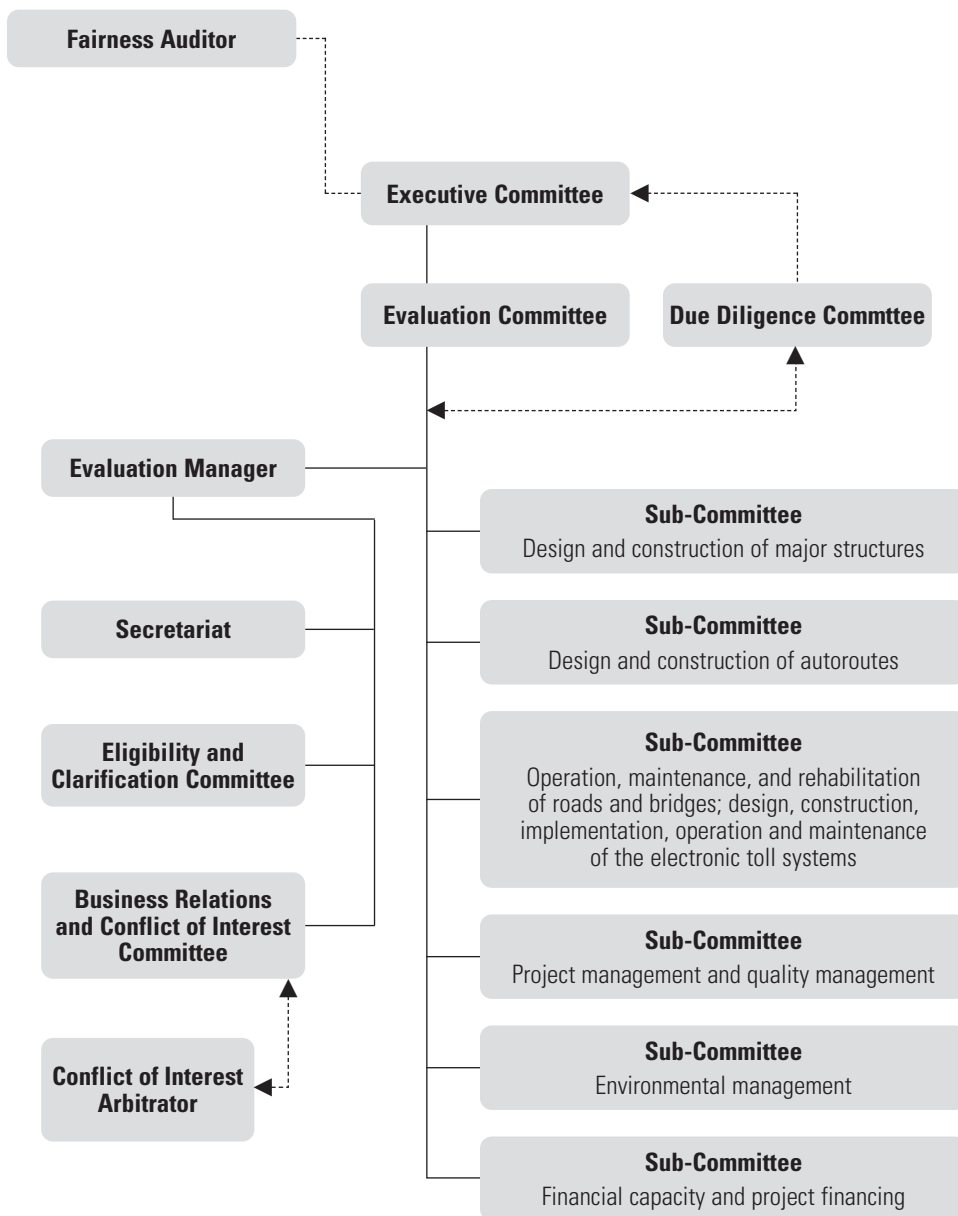 Fairness Auditor
Executive Committee
Evaluation Committee
Due Diligence Commttee
Evaluation Manager
Sub-Committee
Design and construction of major structures
Secretariat
Sub-Committee
Design and construction of autoroutes
Eligibility and
Clarification Committee
Sub-Committee
Operation, maintenance, and rehabilitation
of roads and bridges; design, construction,
implementation, operation and maintenance
of the electronic toll systems
Business Relations
and Conflict of Interest
Committee
Sub-Committee
Project management and quality management
Conflict of Interest
Arbitrator
Sub-Committee
Environmental management
Sub-Committee
Financial capacity and project financing